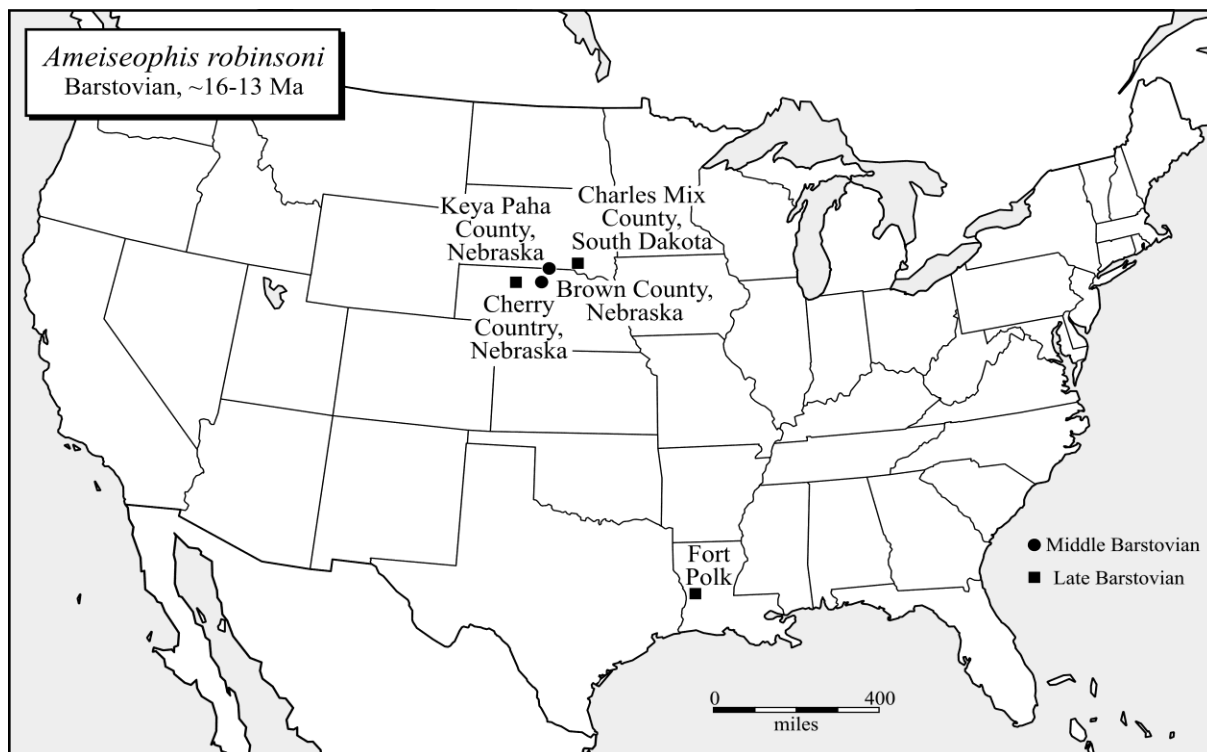 Ameiseophis robinsoni
Barstovian, ~16-13 Ma
Keya Paha
County,
Nebraska
Charles Mix
County,
South Dakota
Cherry
Country,
Nebraska
Brown County,
Nebraska
Fort
Polk
Middle Barstovian
Late Barstovian
0 400
miles